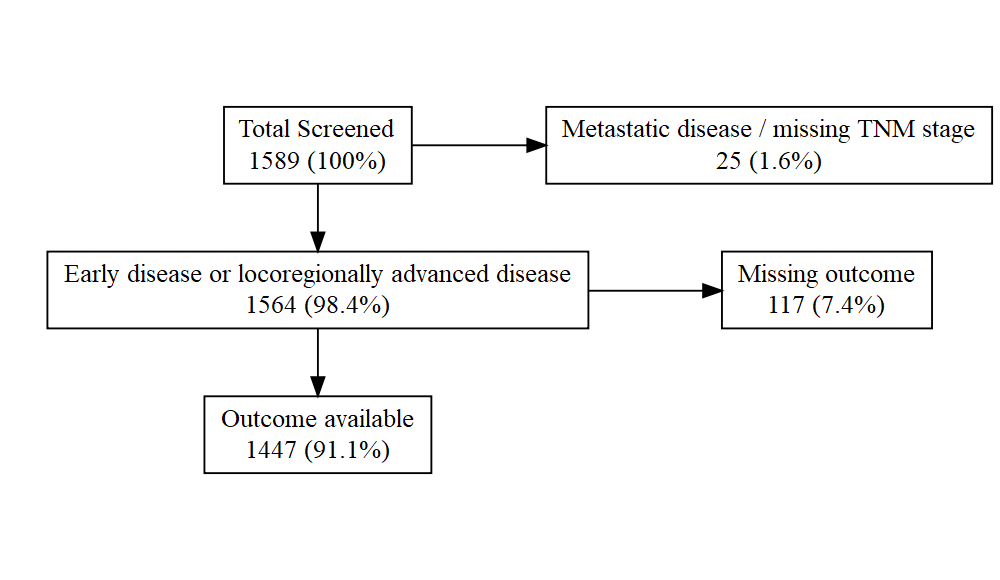 Total Screened
1589 (100%)
Metastatic disease / missing TNM stage
25 (1.6%)
Early disease or locoregionally advanced disease
1564 (98.4%)
Missing outcome
117 (7.4%)
Outcome available
1447 (91.1%)